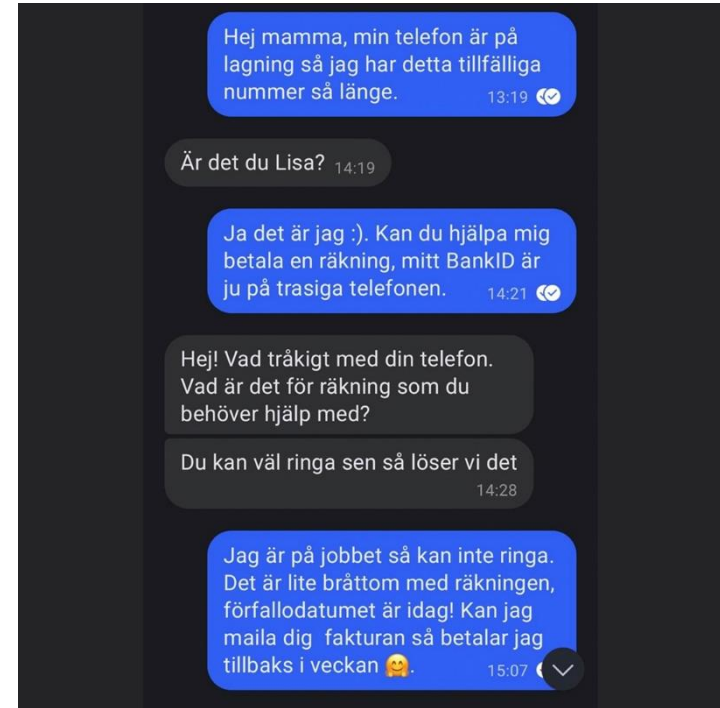 Hej mamma, min telefon är på
lagning så jag har detta tillfälliga
nummer så länge. 13:19
Är det du Lisa? 14:19
Ja det är jag :). Kan du hjälpa mig
betala en räkning, mitt BankID är
ju på trasiga telefonen. 14:21
Hej! Vad tråkigt med din telefon.
Vad är det för räkning som du
behöver hjälp med?
Du kan väl ringa sen så löser vi det
14:28
Jag är på jobbet så kan inte ringa.
Det är lite bråttom med räkningen,
förfallodatumet är idag! Kan jag
maila dig fakturan så betalar jag
tillbaks i veckan 🤗. 15:07